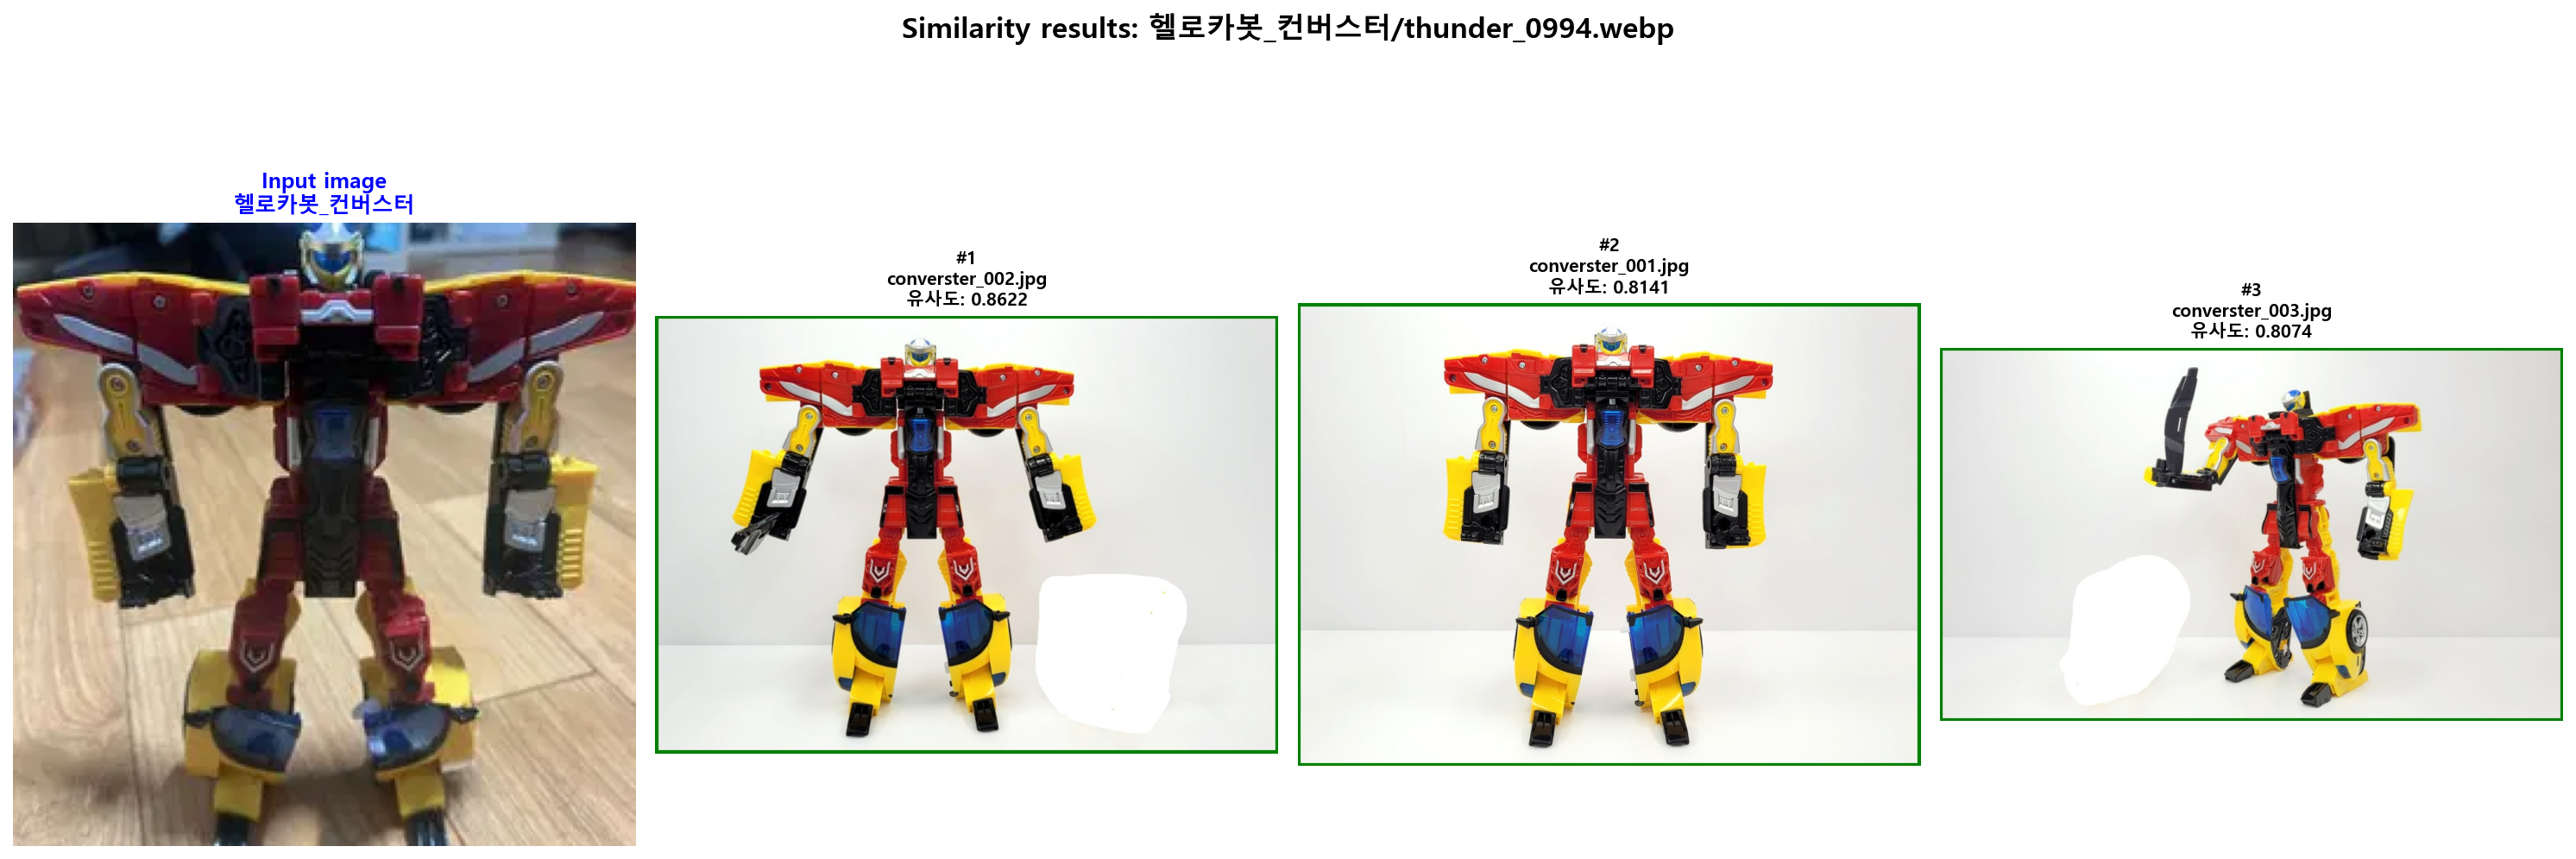 Similarity results: 헬로카봇_컨버스터/thunder_0994.webp
Input image
헬로카봇_컨버스터
#1
converster_002.jpg
유사도: 0.8622
#2
converster_001.jpg
유사도: 0.8141
#3
converster_003.jpg
유사도: 0.8074